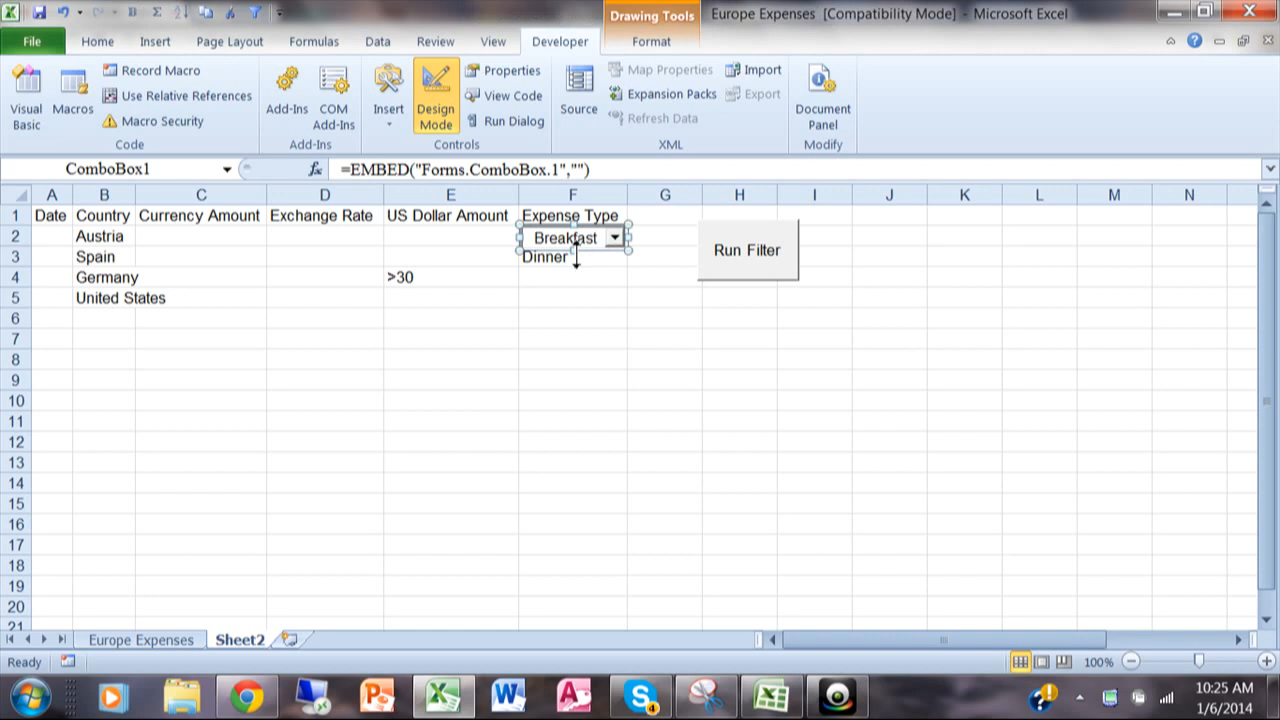 Drawing Tools
Europe Expenses [Compatibility Mode] - Microsoft Excel
File Home Insert Page Layout Formulas Data Review View Developer Format
Visual Basic
Macros
Record Macro
Use Relative References
Macro Security
Code
Add-Ins
COM Add-Ins
Add-Ins
Insert
Design Mode
Properties
View Code
Run Dialog
Controls
Source
Map Properties
Expansion Packs
Refresh Data
Import
Export
XML
Document Panel
Modify
ComboBox1 fx =EMBED("Forms.ComboBox.1","")
A B C D E F G H I J K L M N
1 Date Country Currency Amount Exchange Rate US Dollar Amount Expense Type
2 Austria Breakfast
3 Spain Dinner
Run Filter
4 Germany >30
5 United States
6
7
8
9
10
11
12
13
14
15
16
17
18
19
20
21
Europe Expenses Sheet2
Ready 100%
10:25 AM
1/6/2014